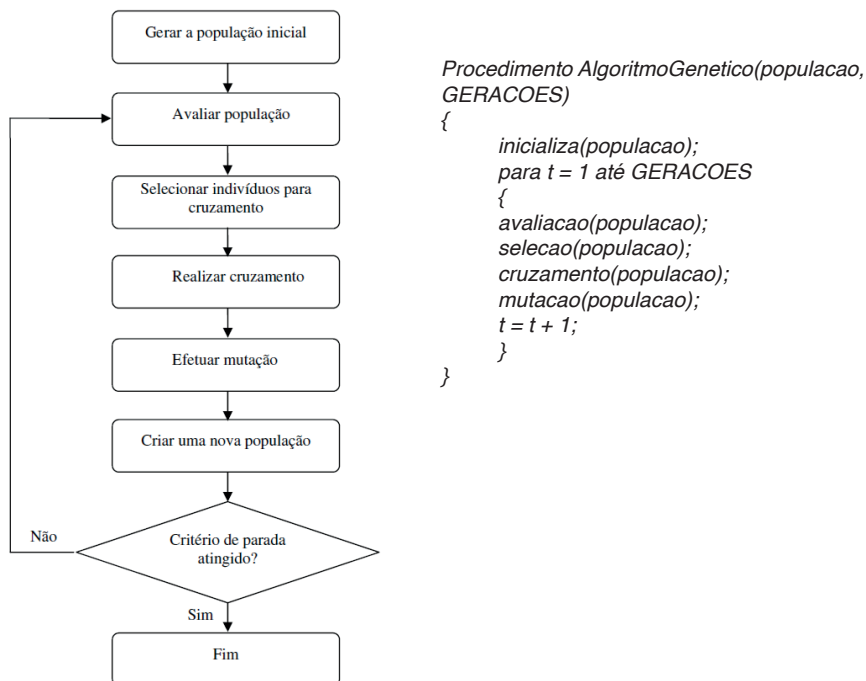 Gerar a população inicial
Avaliar população
Selecionar indivíduos para
cruzamento
Realizar cruzamento
Efetuar mutação
Criar uma nova população
Não
Critério de parada
atingido?
Sim
Fim
Procedimento AlgoritmoGenetico(populacao,
GERACOES)
{
inicializa(populacao);
para t = 1 até GERACOES
{
avaliacao(populacao);
selecao(populacao);
cruzamento(populacao);
mutacao(populacao);
t = t + 1;
}
}